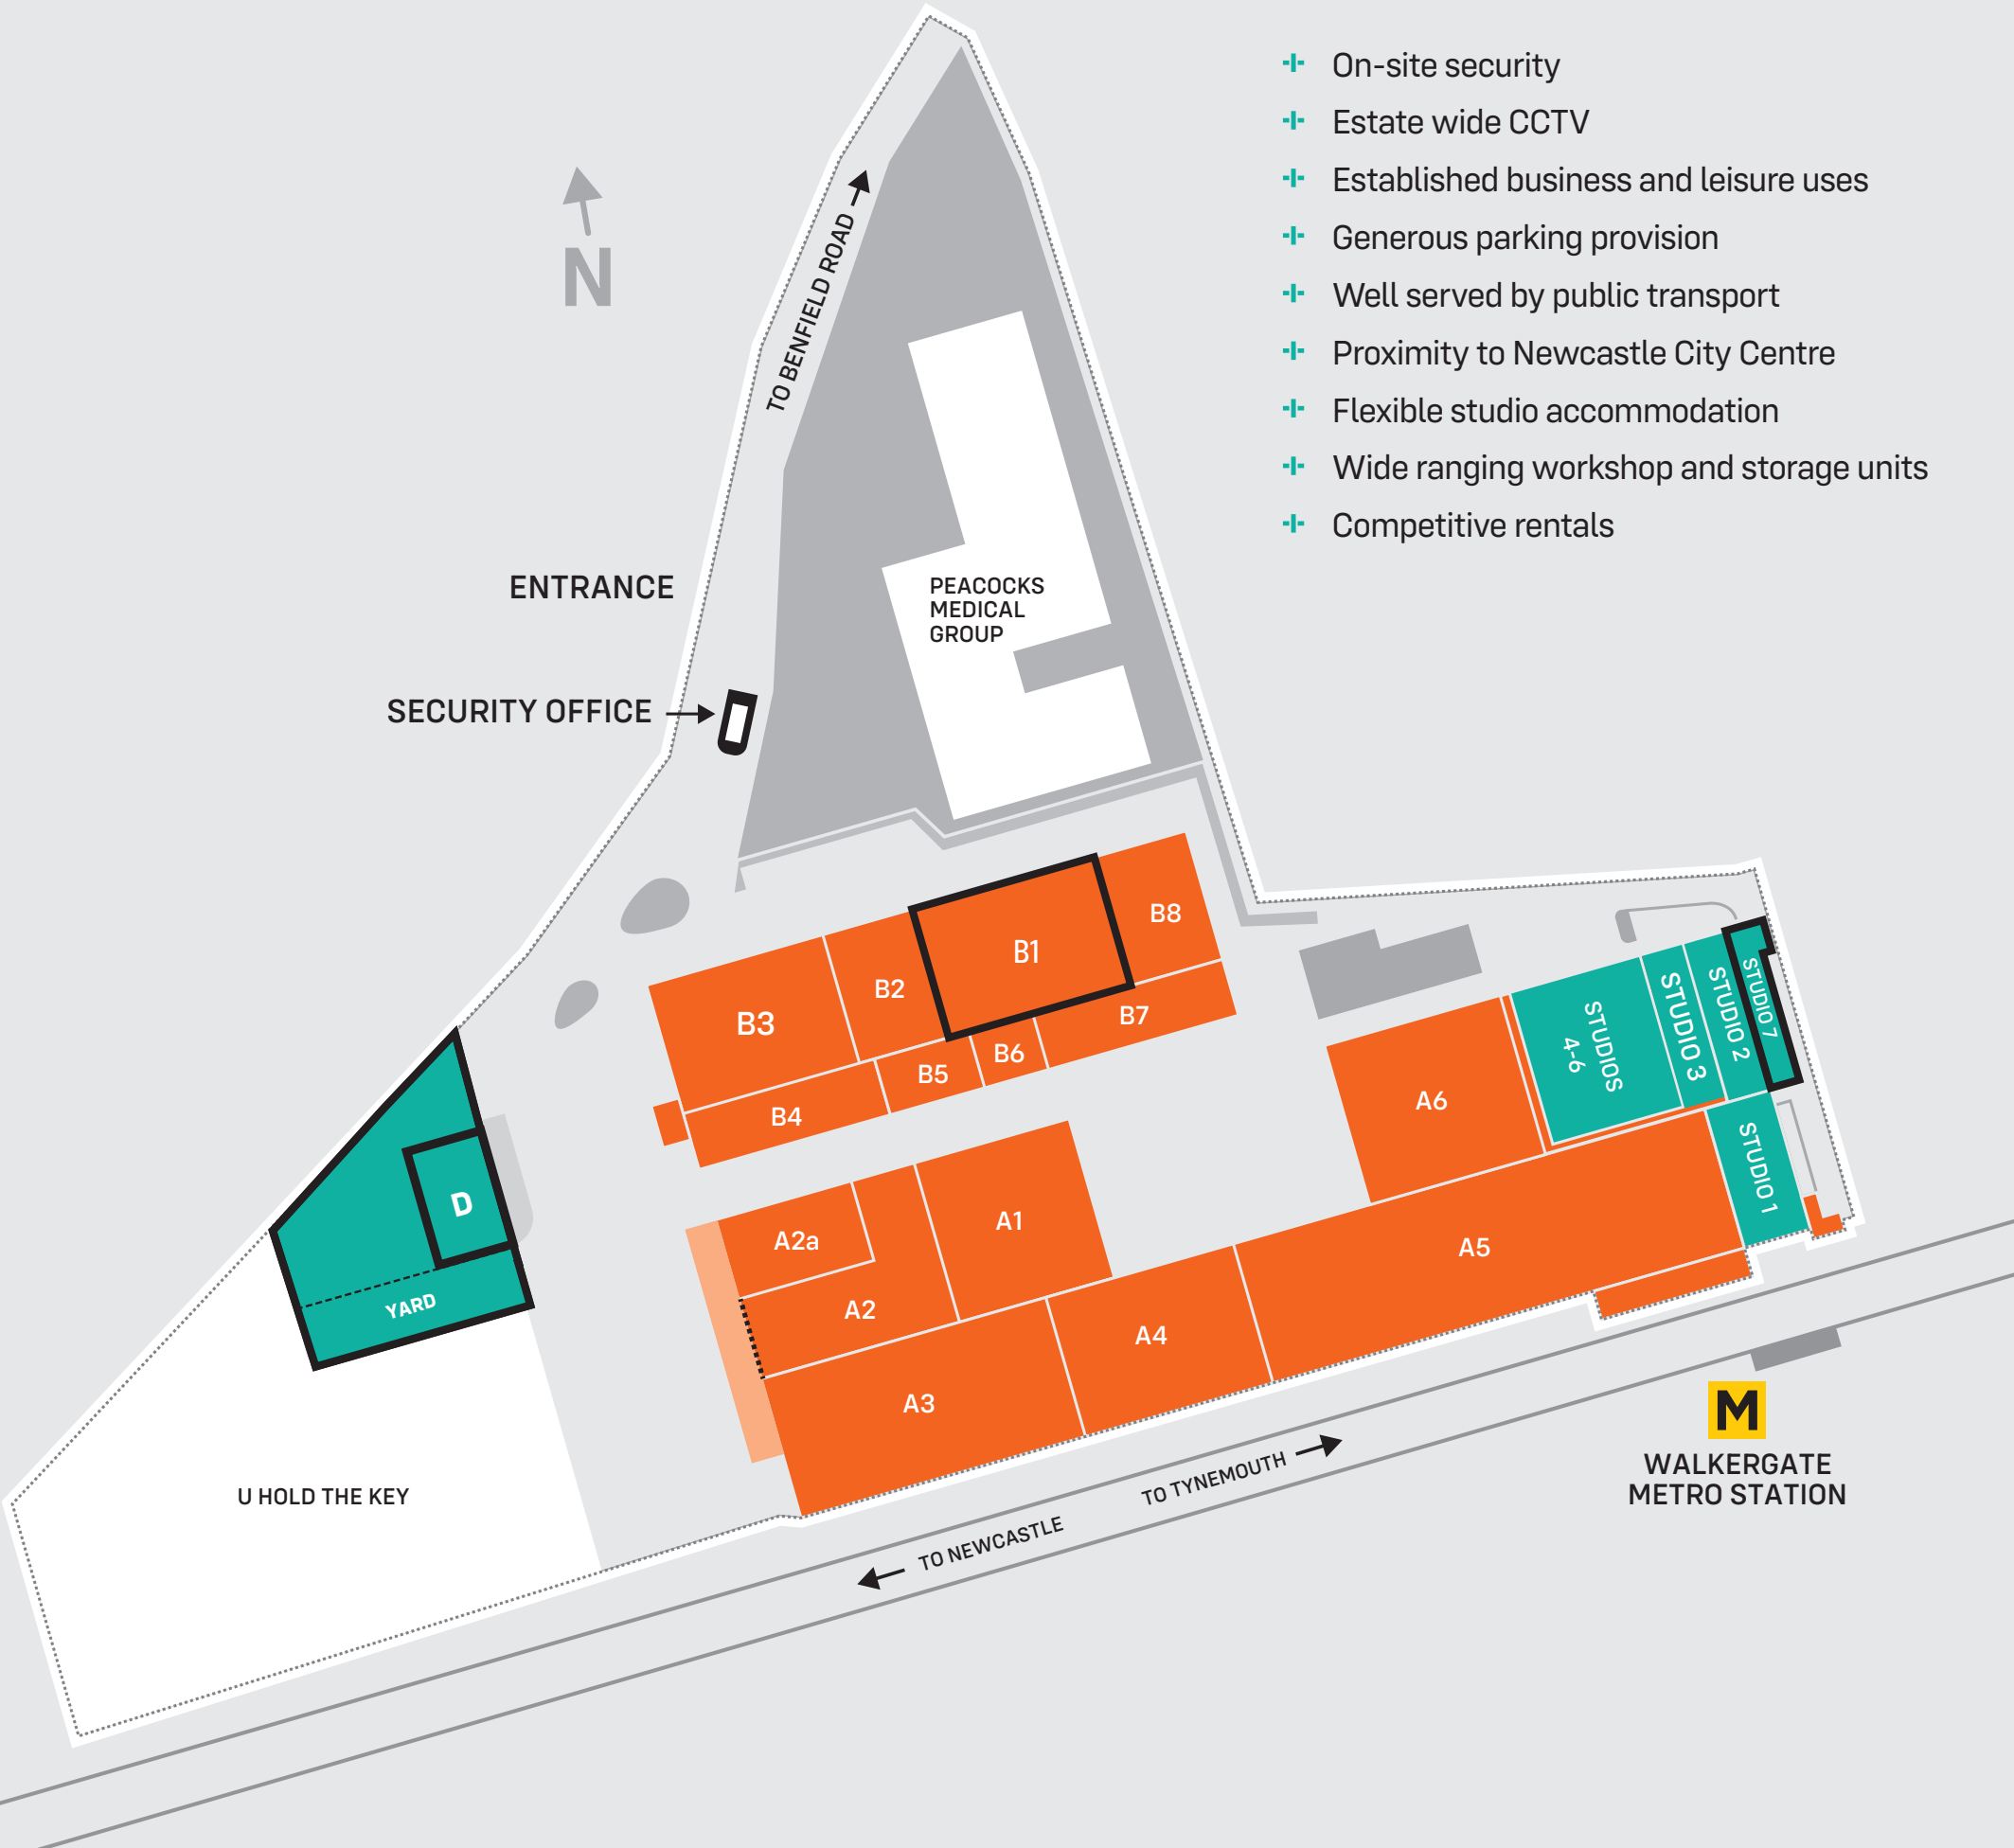 On-site security
Estate wide CCTV
Established business and leisure uses
Generous parking provision
Well served by public transport
Proximity to Newcastle City Centre
Flexible studio accommodation
Wide ranging workshop and storage units
Competitive rentals
N
TO BENFIELD ROAD
ENTRANCE
PEACOCKS
MEDICAL
GROUP
SECURITY OFFICE
B8
B1
B2
B3
B7
B6
B5
B4
STUDIO 7
STUDIO 2
STUDIO 3
STUDIOS
4-6
A6
STUDIO 1
D
YARD
A2a
A1
A2
A5
A4
A3
U HOLD THE KEY
TO TYNEMOUTH
TO NEWCASTLE
M
WALKERGATE
METRO STATION